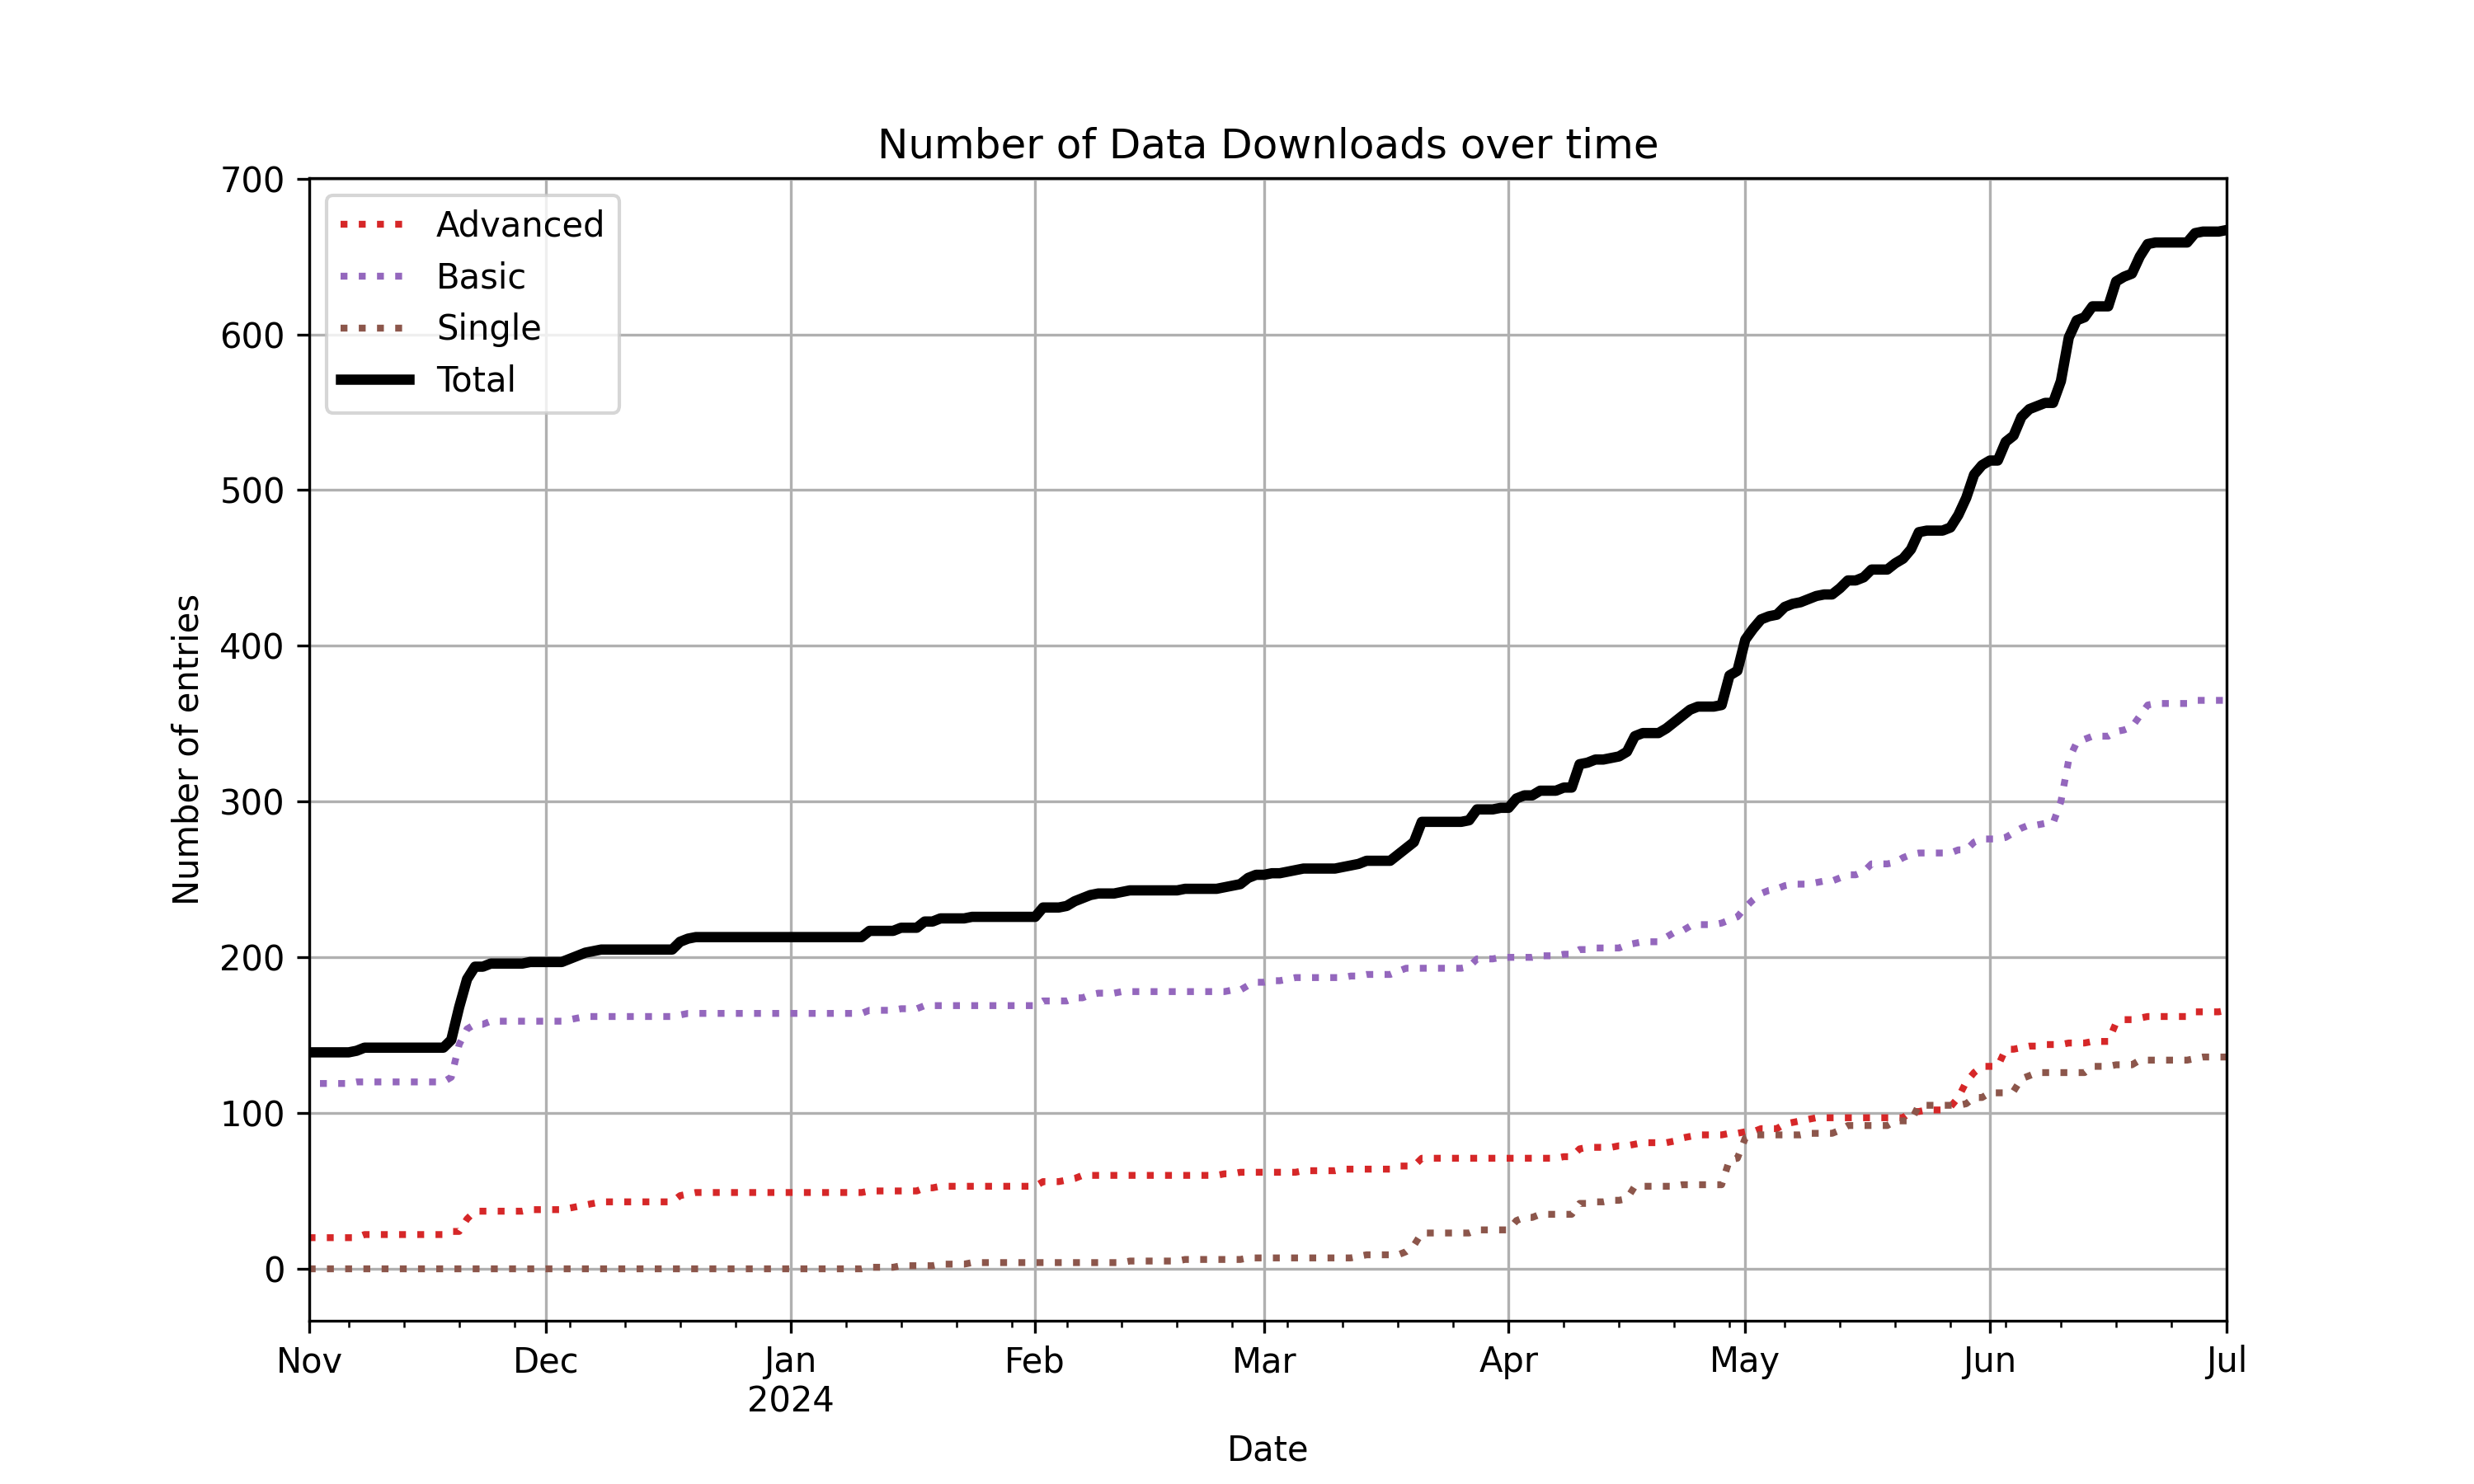 Number of Data Downloads over time
700
600
500
400
300
200
100
0
Number of entries
Advanced
Basic
Single
Total
Nov Dec Jan Feb Mar Apr May Jun Jul
2024
Date